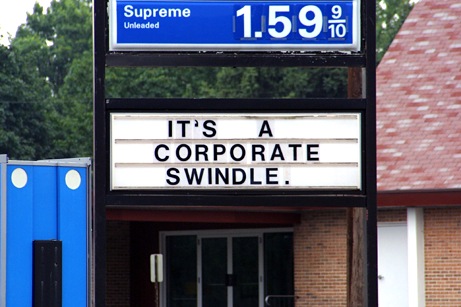 Supreme
Unleaded
1.59 9/10
IT'S A
CORPORATE
SWINDLE.